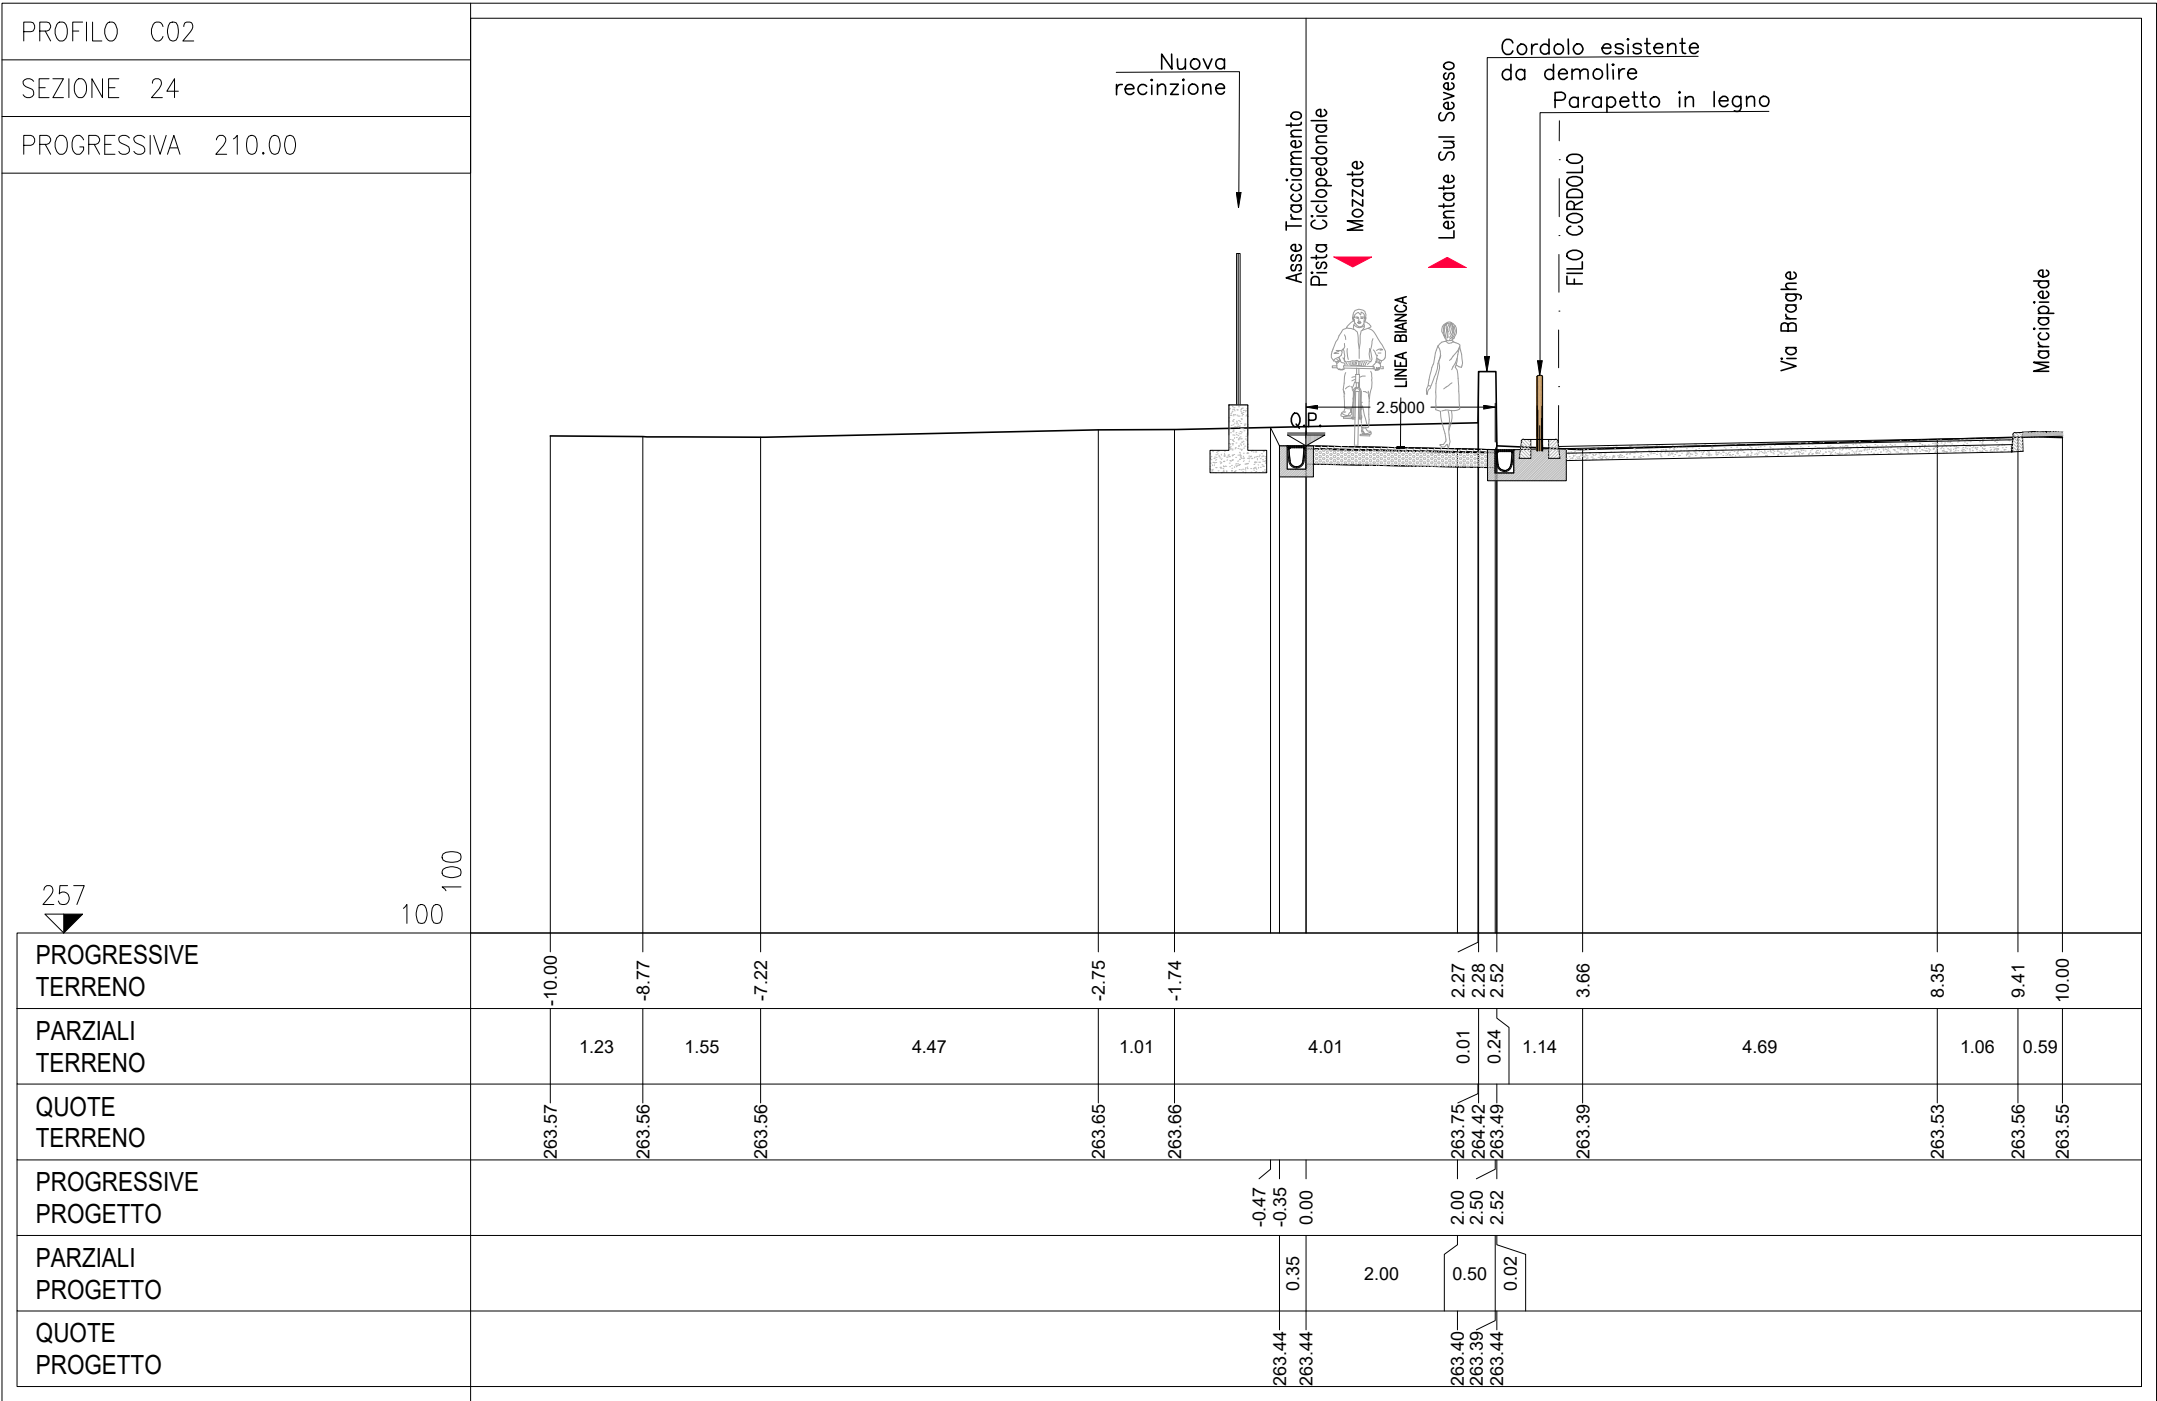 PROFILO C02
SEZIONE 24
PROGRESSIVA 210.00
Nuova
recinzione
Asse Tracciamento
Pista Ciclopedonale
Mozzate
Lentate Sul Seveso
Cordolo esistente
da demolire
Parapetto in legno
FILO CORDOLO
LINEA BIANCA
Via Braghe
Marciapiede
2.5000
Q.P.
257
100
100
PROGRESSIVE
TERRENO
-10.00 -8.77 -7.22 -2.75 -1.74 2.27 2.28 2.52 3.66 8.35 9.41 10.00
PARZIALI
TERRENO
1.23 1.55 4.47 1.01 4.01 0.01 0.24 1.14 4.69 1.06 0.59
QUOTE
TERRENO
263.57 263.56 263.56 263.65 263.66 263.75 264.42 263.49 263.39 263.53 263.56 263.55
PROGRESSIVE
PROGETTO
-0.47 -0.35 0.00 2.00 2.50 2.52
PARZIALI
PROGETTO
0.35 2.00 0.50 0.02
QUOTE
PROGETTO
263.44 263.44 263.40 263.39 263.44